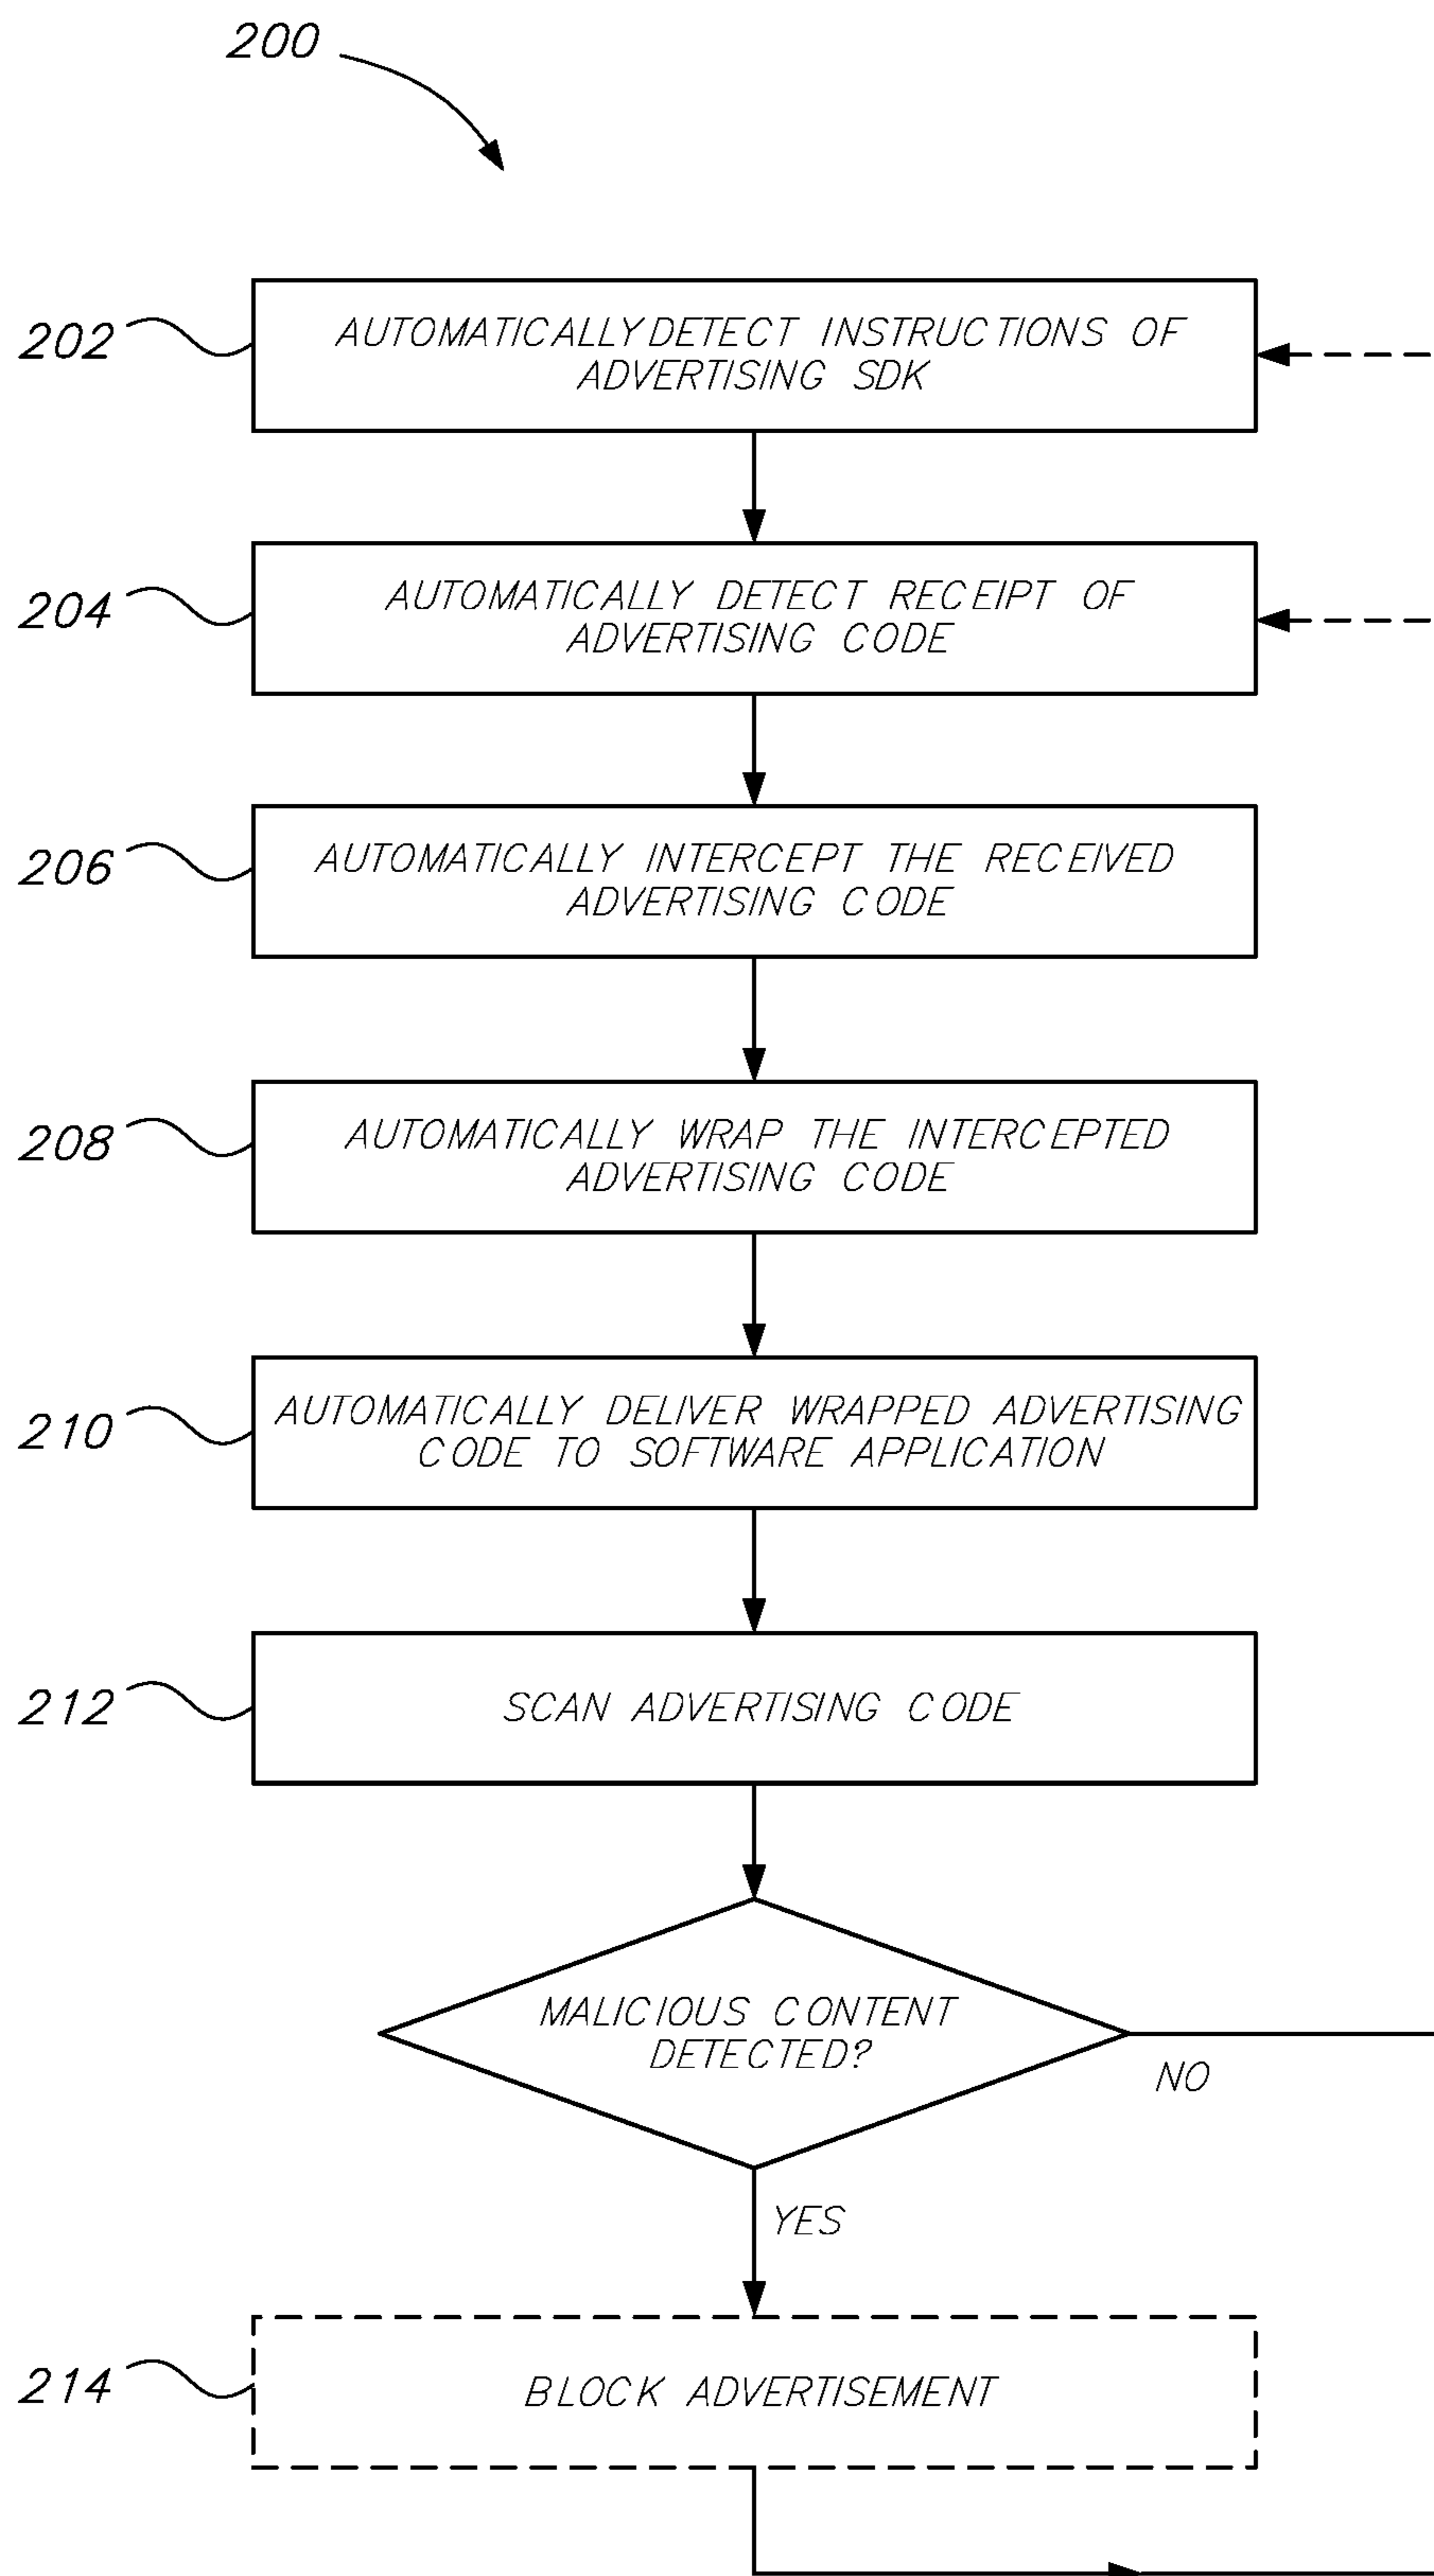 200
202
AUTOMATICALLY DETECT INSTRUCTIONS OF
ADVERTISING SDK
204
AUTOMATICALLY DETECT RECEIPT OF
ADVERTISING CODE
206
AUTOMATICALLY INTERCEPT THE RECEIVED
ADVERTISING CODE
208
AUTOMATICALLY WRAP THE INTERCEPTED
ADVERTISING CODE
210
AUTOMATICALLY DELIVER WRAPPED ADVERTISING
CODE TO SOFTWARE APPLICATION
212
SCAN ADVERTISING CODE
MALICIOUS CONTENT
DETECTED?
NO
YES
214
BLOCK ADVERTISEMENT